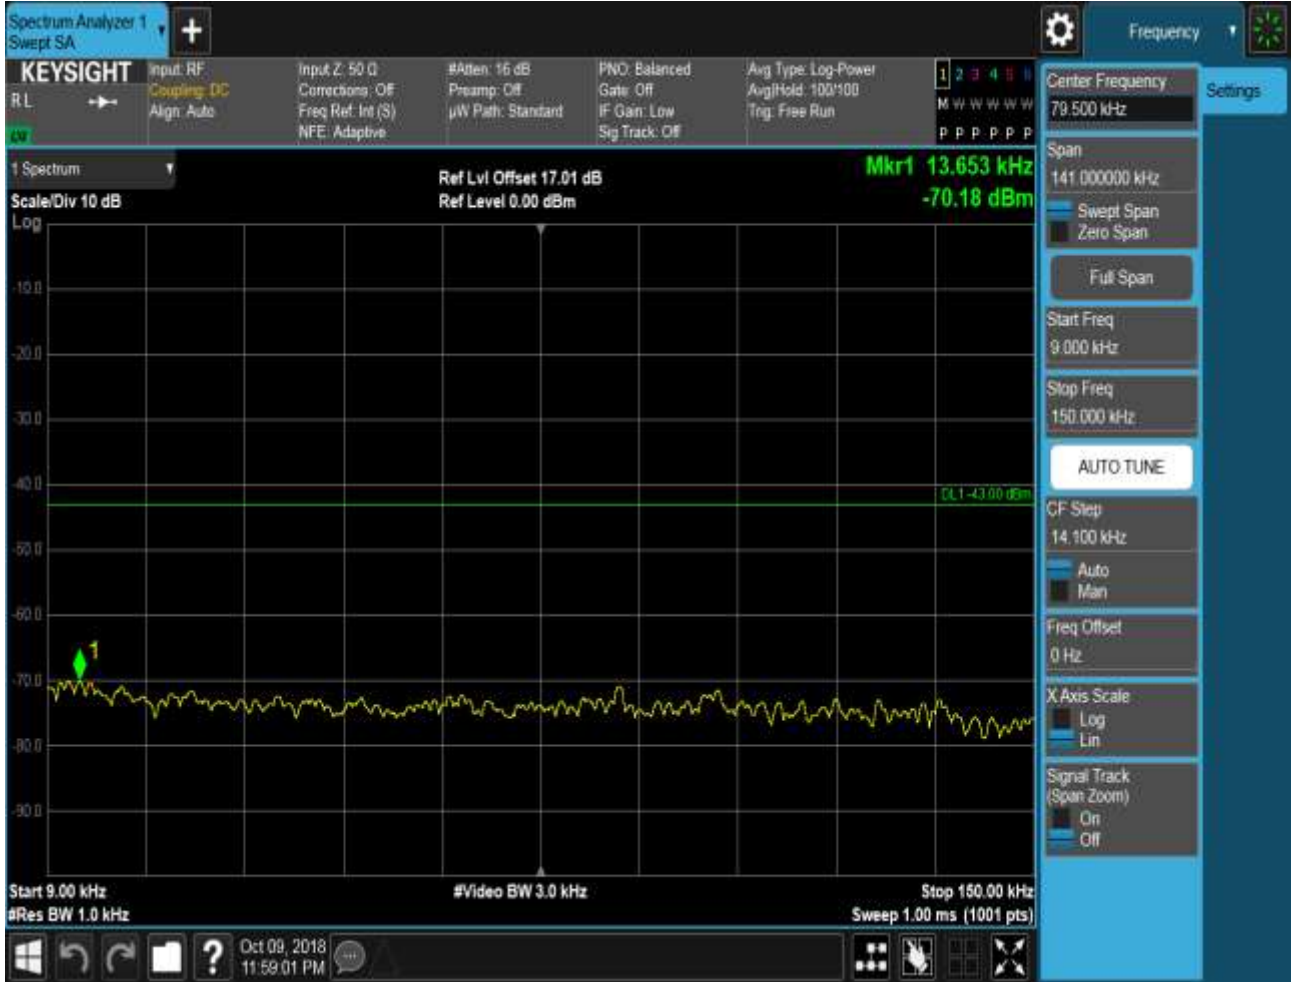 Spectrum Analyzer 1
Swept SA
Frequency
KEYSIGHT
R L
Input: RF
Coupling: DC
Align: Auto
Input Z: 50 Ω
Corrections: Off
Freq Ref: Int (S)
NFE: Adaptive
#Atten: 16 dB
Preamp: Off
µW Path: Standard
PNO: Balanced
Gate: Off
IF Gain: Low
Sig Track: Off
Avg Type: Log-Power
Avg|Hold: 100/100
Trig: Free Run
1 2 3 4 5 6
M W W W W W
P P P P P P
1 Spectrum
Scale/Div 10 dB
Log
Ref Lvl Offset 17.01 dB
Ref Level 0.00 dBm
Mkr1 13.653 kHz
-70.18 dBm
-10.0
-20.0
-30.0
-40.0
DL1 -43.00 dBm
-50.0
-60.0
1
-70.0
-80.0
-90.0
Start 9.00 kHz
#Res BW 1.0 kHz
#Video BW 3.0 kHz
Stop 150.00 kHz
Sweep 1.00 ms (1001 pts)
Oct 09, 2018
11:59:01 PM
Center Frequency
79.500 kHz
Settings
Span
141.000000 kHz
Swept Span
Zero Span
Full Span
Start Freq
9.000 kHz
Stop Freq
150.000 kHz
AUTO TUNE
CF Step
14.100 kHz
Auto
Man
Freq Offset
0 Hz
X Axis Scale
Log
Lin
Signal Track
(Span Zoom)
On
Off